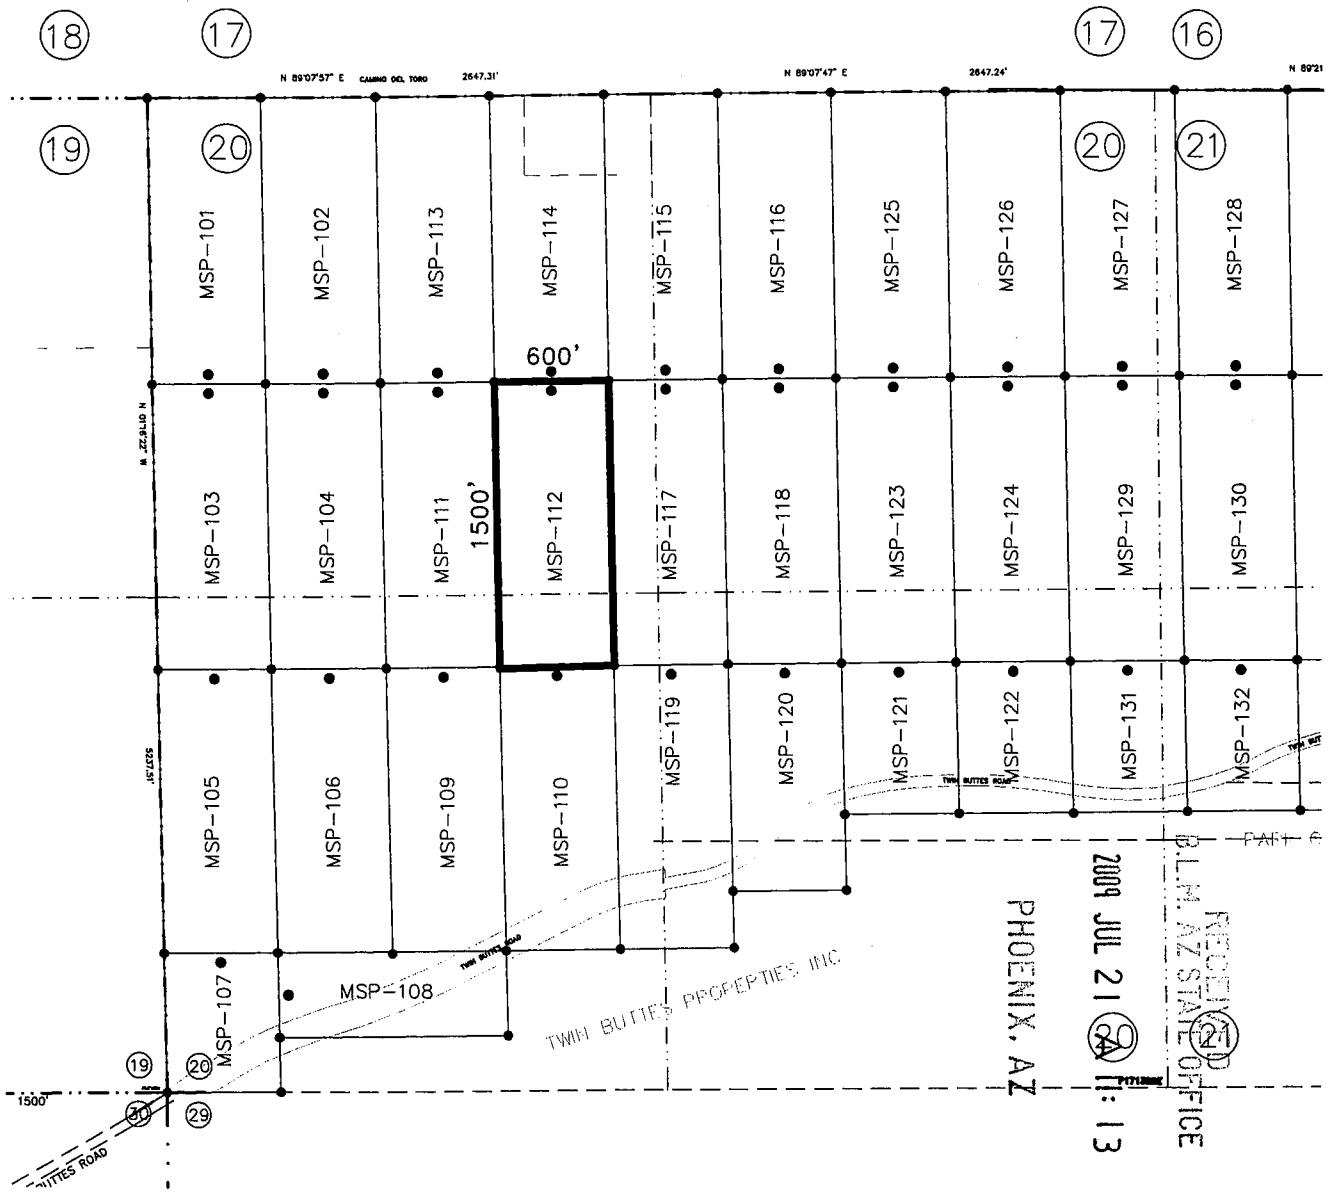 18 17 17 16
N 89°07'57" E CAMINO DEL TORO 2647.31' N 89°07'47" E 2647.24' N 89°21
19 20 20 21
MSP-101 MSP-102 MSP-113 MSP-114 MSP-115 MSP-116 MSP-125 MSP-126 MSP-127 MSP-128
600'
N 01°16'22" W
1500'
MSP-103 MSP-104 MSP-111 MSP-112 MSP-117 MSP-118 MSP-123 MSP-124 MSP-129 MSP-130
5237.51'
MSP-105 MSP-106 MSP-109 MSP-110 MSP-119 MSP-120 MSP-121 MSP-122 MSP-131 MSP-132
TWIN BUTTES ROAD
TWIN BUT
PART
TWIN BUTTES ROAD
MSP-107 MSP-108
TWIN BUTTES PROPERTIES INC
RECEIVED
B.L.M. AZ STATE OFFICE
2009 JUL 21 A 11: 13
PHOENIX, AZ
20 21
19 20
1500'
30 29
BUTTES ROAD